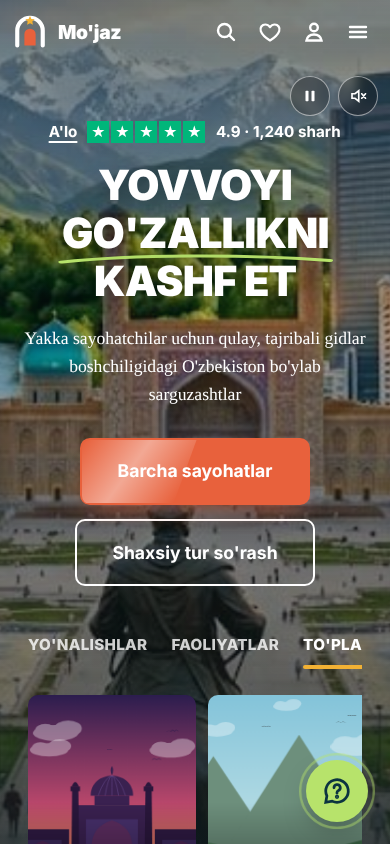 Mo'jaz
A'lo 4.9 · 1,240 sharh
YOVVOYI
GO'ZALLIKNI
KASHF ET
Yakka sayohatchilar uchun qulay, tajribali gidlar
boshchiligidagi O'zbekiston bo'ylab
sarguzashtlar
Barcha sayohatlar
Shaxsiy tur so'rash
YO'NALISHLAR FAOLIYATLAR TO'PLA